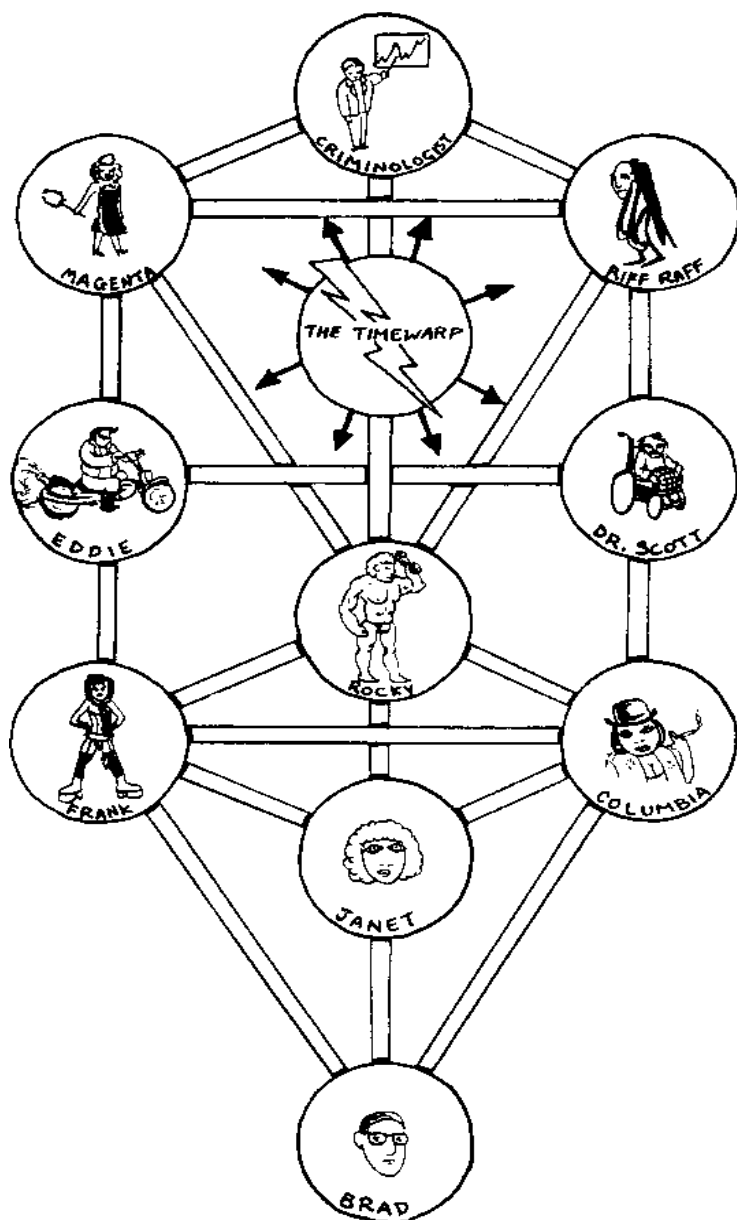 CRIMINOLOGIST
MAGENTA
RIFF RAFF
THE TIMEWARP
EDDIE
DR. SCOTT
ROCKY
FRANK
COLUMBIA
JANET
BRAD